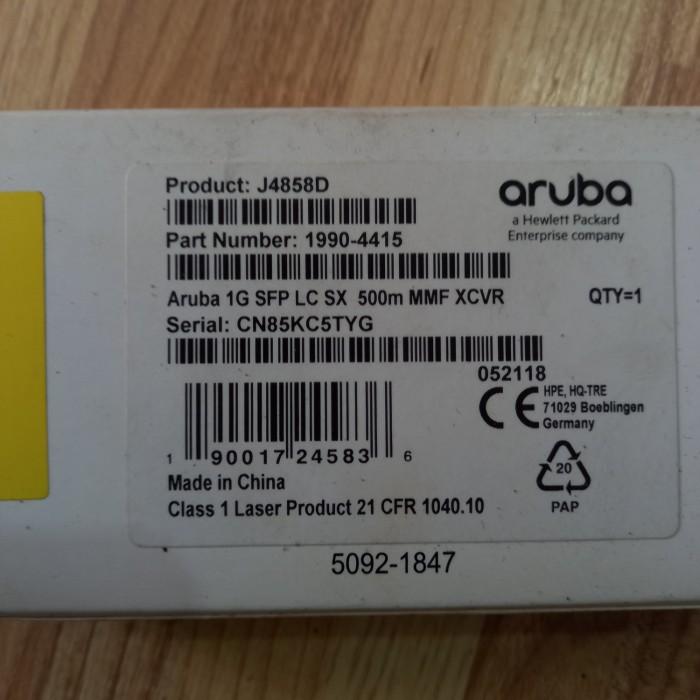 Product: J4858D
aruba
a Hewlett Packard
Enterprise company
Part Number: 1990-4415
Aruba 1G SFP LC SX 500m MMF XCVR
QTY=1
Serial: CN85KC5TYG
052118
CE
HPE, HQ-TRE
71029 Boeblingen
Germany
1 90017 24583 6
Made in China
Class 1 Laser Product 21 CFR 1040.10
20
PAP
5092-1847